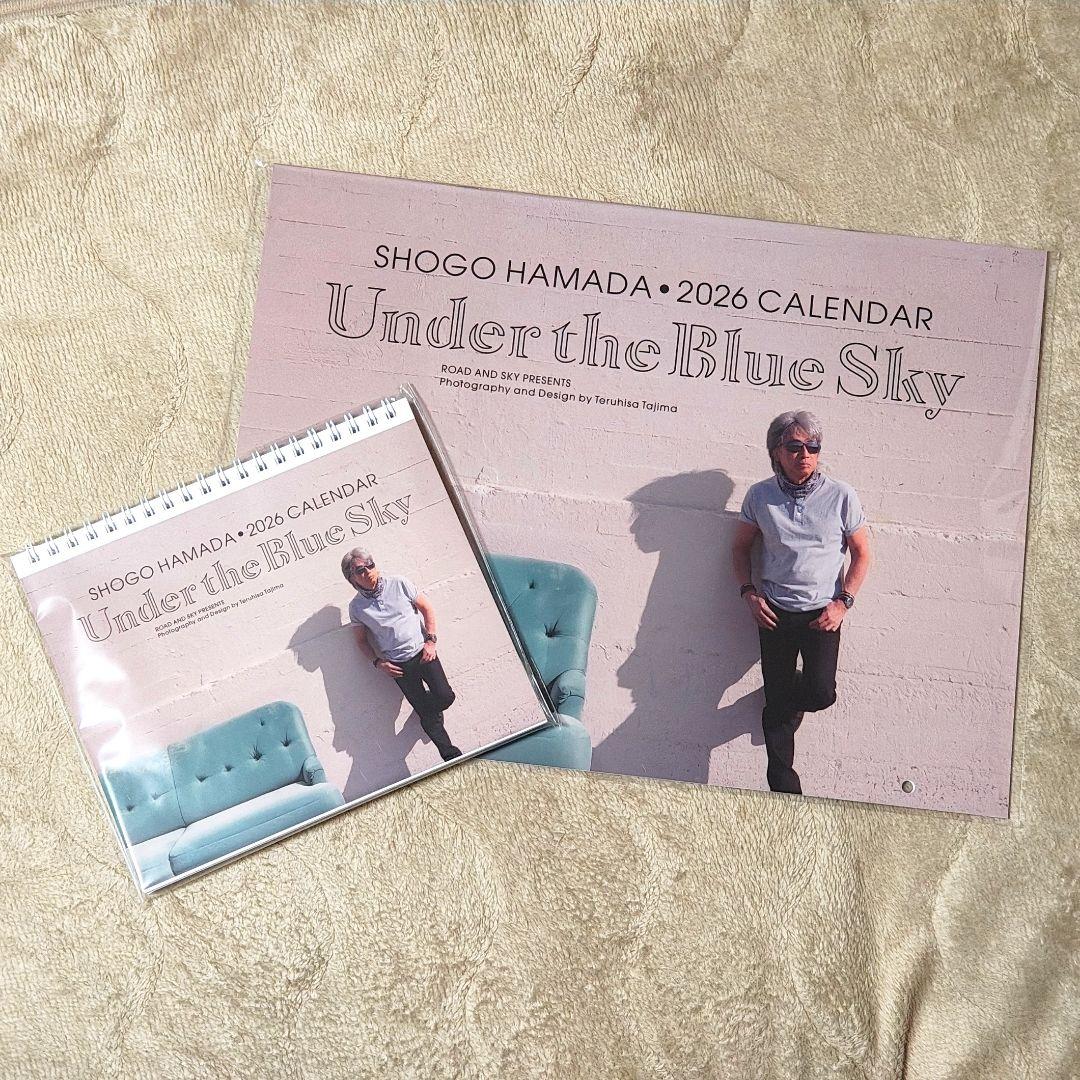 SHOGO HAMADA • 2026 CALENDAR
Under the Blue Sky
ROAD AND SKY PRESENTS
Photography and Design by Teruhisa Tajima
SHOGO HAMADA • 2026 CALENDAR
Under the Blue Sky
ROAD AND SKY PRESENTS
Photography and Design by Teruhisa Tajima